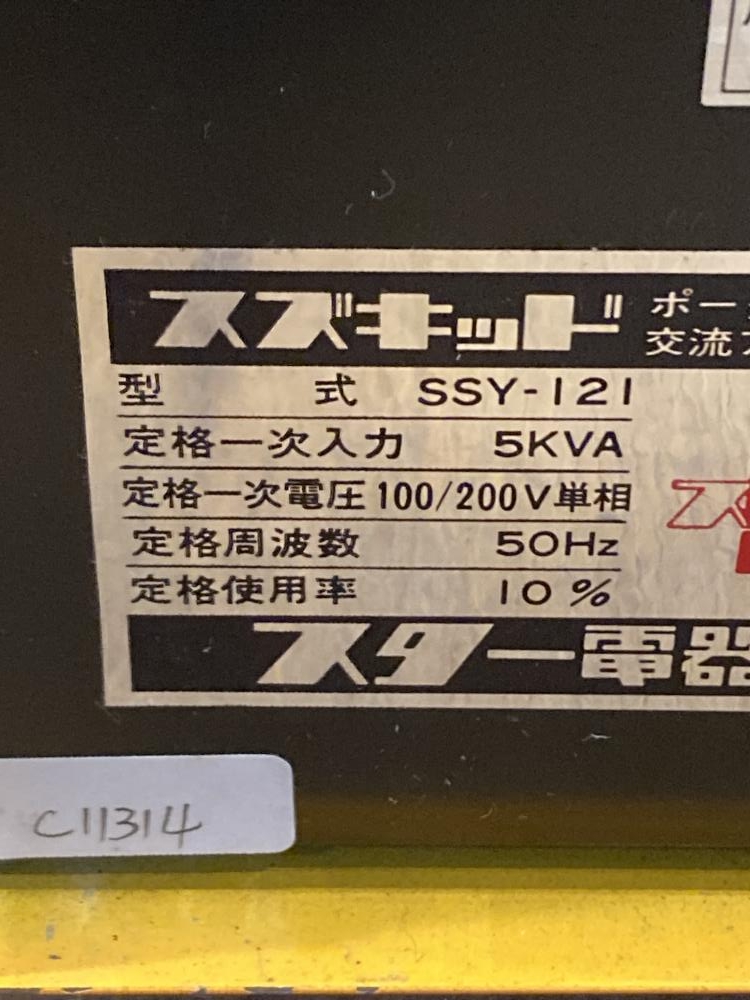 スズキッド
ポー
交流
型 式 SSY-121
定格一次入力 5KVA
定格一次電圧 100/200V単相
定格周波数 50Hz
定格使用率 10%
スター電器
C11314